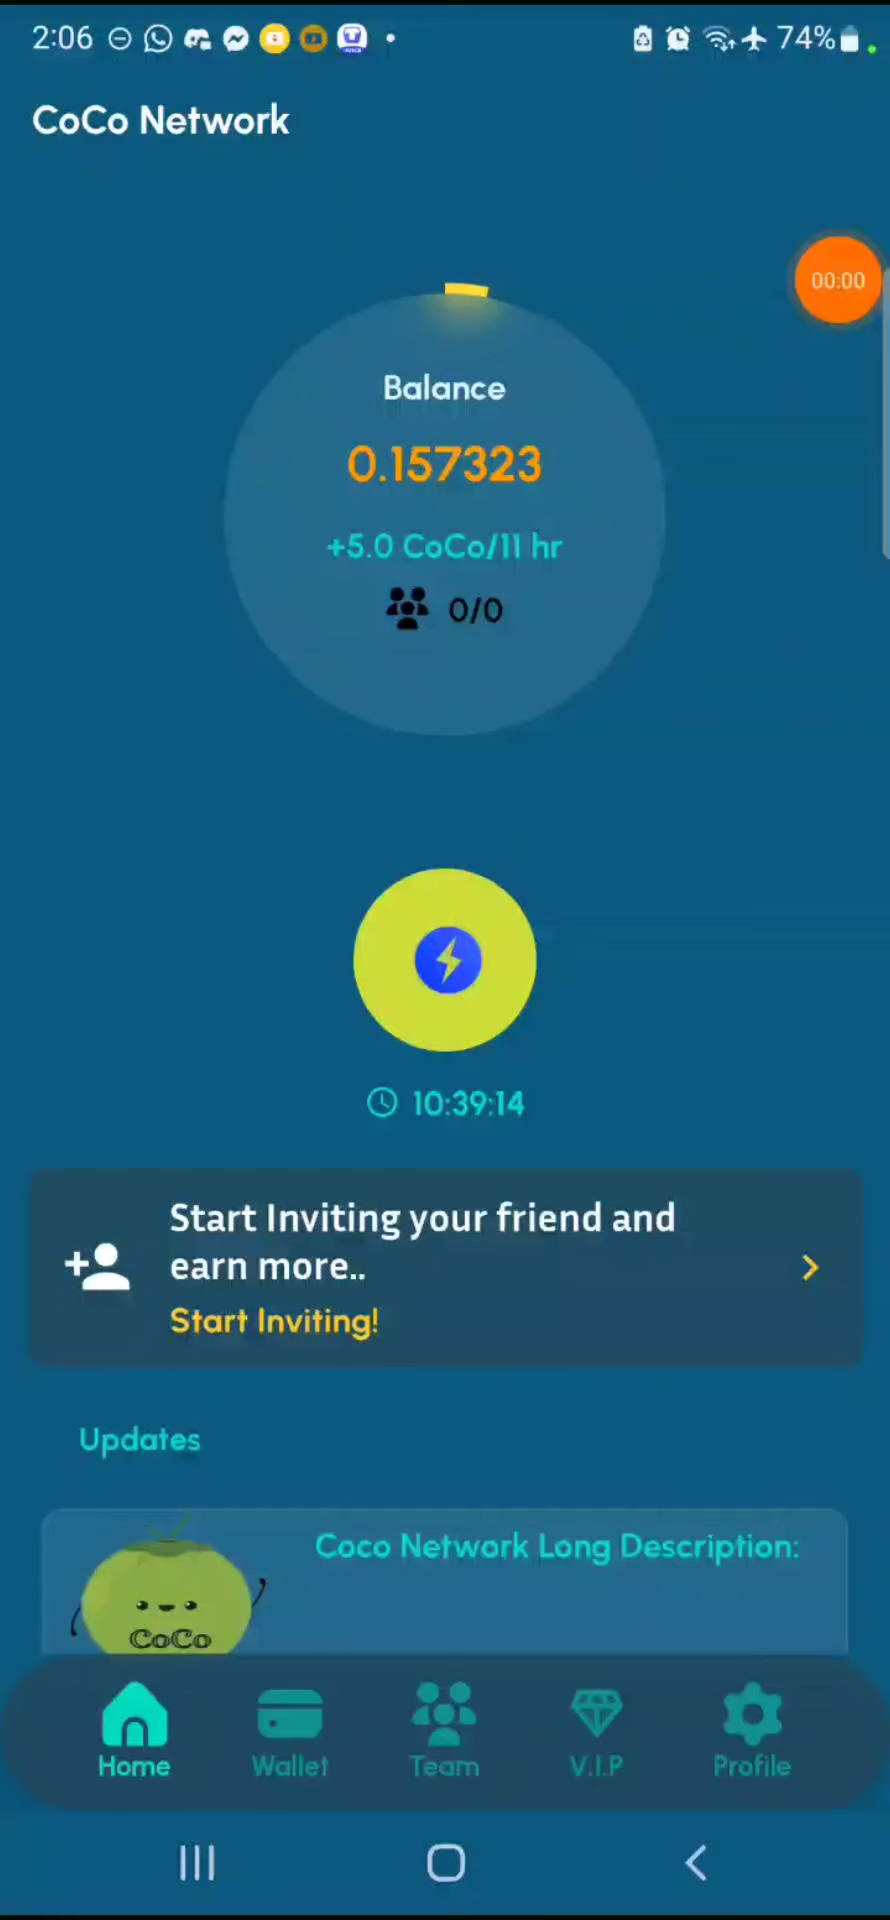 2:06
74%
CoCo Network
00:00
Balance
0.157323
+5.0 CoCo/11 hr
0/0
10:39:14
Start Inviting your friend and
earn more..
Start Inviting!
Updates
Coco Network Long Description:
CoCo
Home
Wallet
Team
V.I.P
Profile